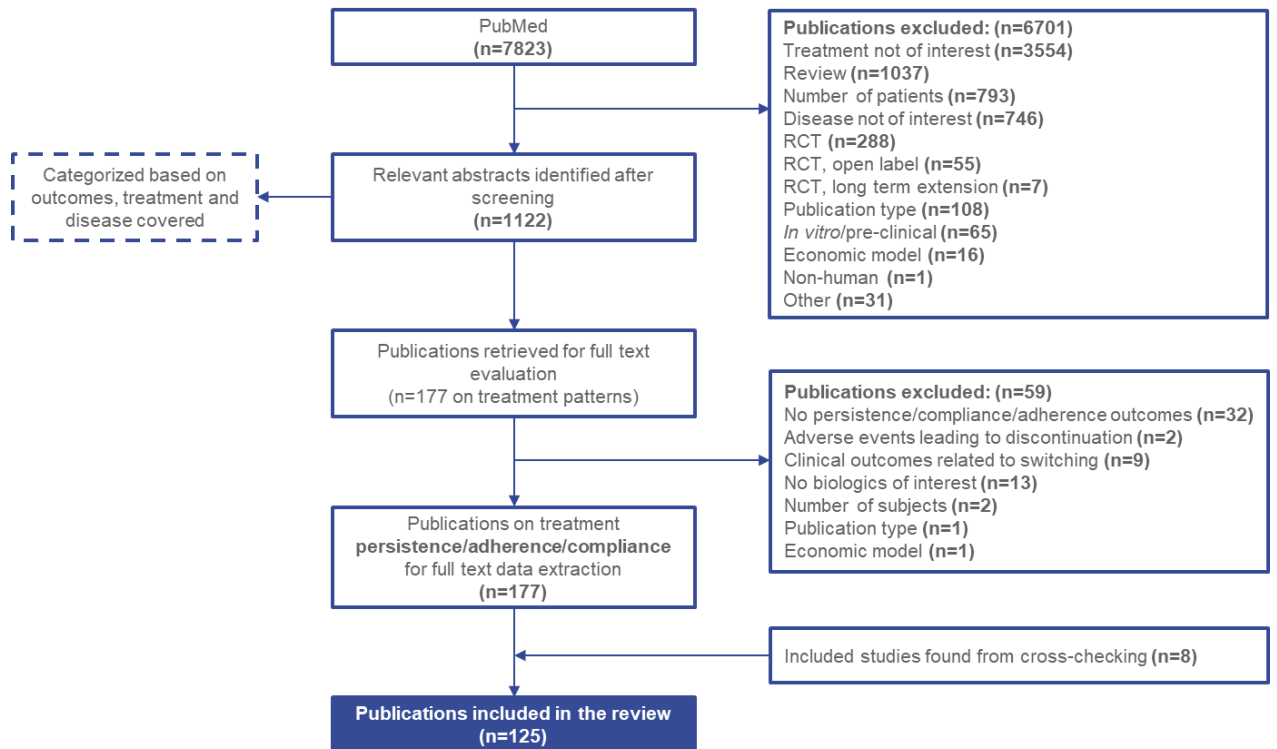 PubMed
(n=7823)
Publications excluded: (n=6701)
Treatment not of interest (n=3554)
Review (n=1037)
Number of patients (n=793)
Disease not of interest (n=746)
RCT (n=288)
RCT, open label (n=55)
RCT, long term extension (n=7)
Publication type (n=108)
In vitro/pre-clinical (n=65)
Economic model (n=16)
Non-human (n=1)
Other (n=31)
Relevant abstracts identified after
screening
(n=1122)
Categorized based on
outcomes, treatment and
disease covered
Publications retrieved for full text
evaluation
(n=177 on treatment patterns)
Publications excluded: (n=59)
No persistence/compliance/adherence outcomes (n=32)
Adverse events leading to discontinuation (n=2)
Clinical outcomes related to switching (n=9)
No biologics of interest (n=13)
Number of subjects (n=2)
Publication type (n=1)
Economic model (n=1)
Publications on treatment
persistence/adherence/compliance
for full text data extraction
(n=177)
Included studies found from cross-checking (n=8)
Publications included in the review
(n=125)